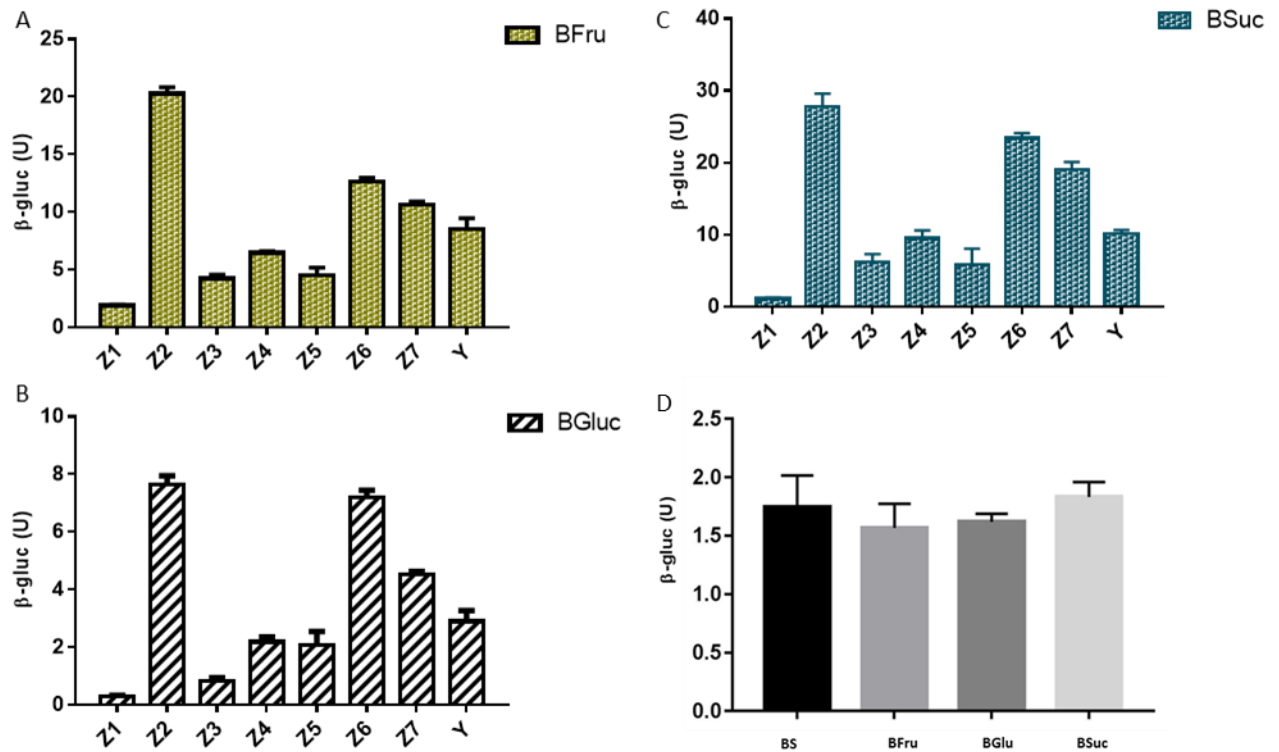 A
BFru
β-gluc (U)
25
20
15
10
5
0
Z1 Z2 Z3 Z4 Z5 Z6 Z7 Y
C
BSuc
β-gluc (U)
40
30
20
10
0
Z1 Z2 Z3 Z4 Z5 Z6 Z7 Y
B
BGluc
β-gluc (U)
10
8
6
4
2
0
Z1 Z2 Z3 Z4 Z5 Z6 Z7 Y
D
β-gluc (U)
2.5
2.0
1.5
1.0
0.5
0.0
BS BFru BGlu BSuc